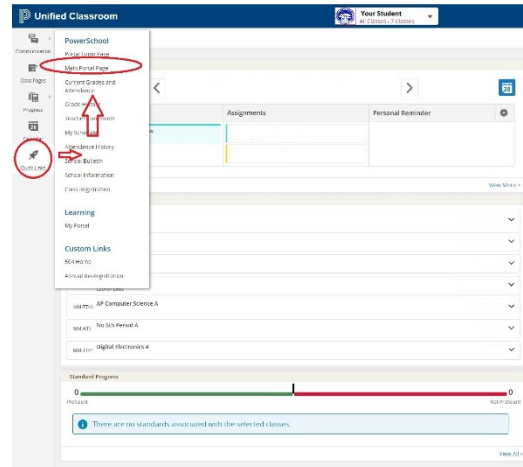 Unified Classroom
Your Student
All Classes - 7 Classes
Communication
Class Pages
Progress
Calendar
Quick Links
PowerSchool
Portal Login Page
Main Portal Page
Current Grades and
Attendance
Grade History
Teacher Comments
My Schedule
Attendance History
School Bulletin
School Information
Class Registration
Learning
My Portal
Custom Links
504 Home
Annual Re-Registration
Assignments
Personal Reminder
View More >
AP Computer Science A
No 5th Period A
Digital Electronics A
Standard Progress
0
0
Proficient
Not Proficient
There are no standards associated with the selected classes.
View All >